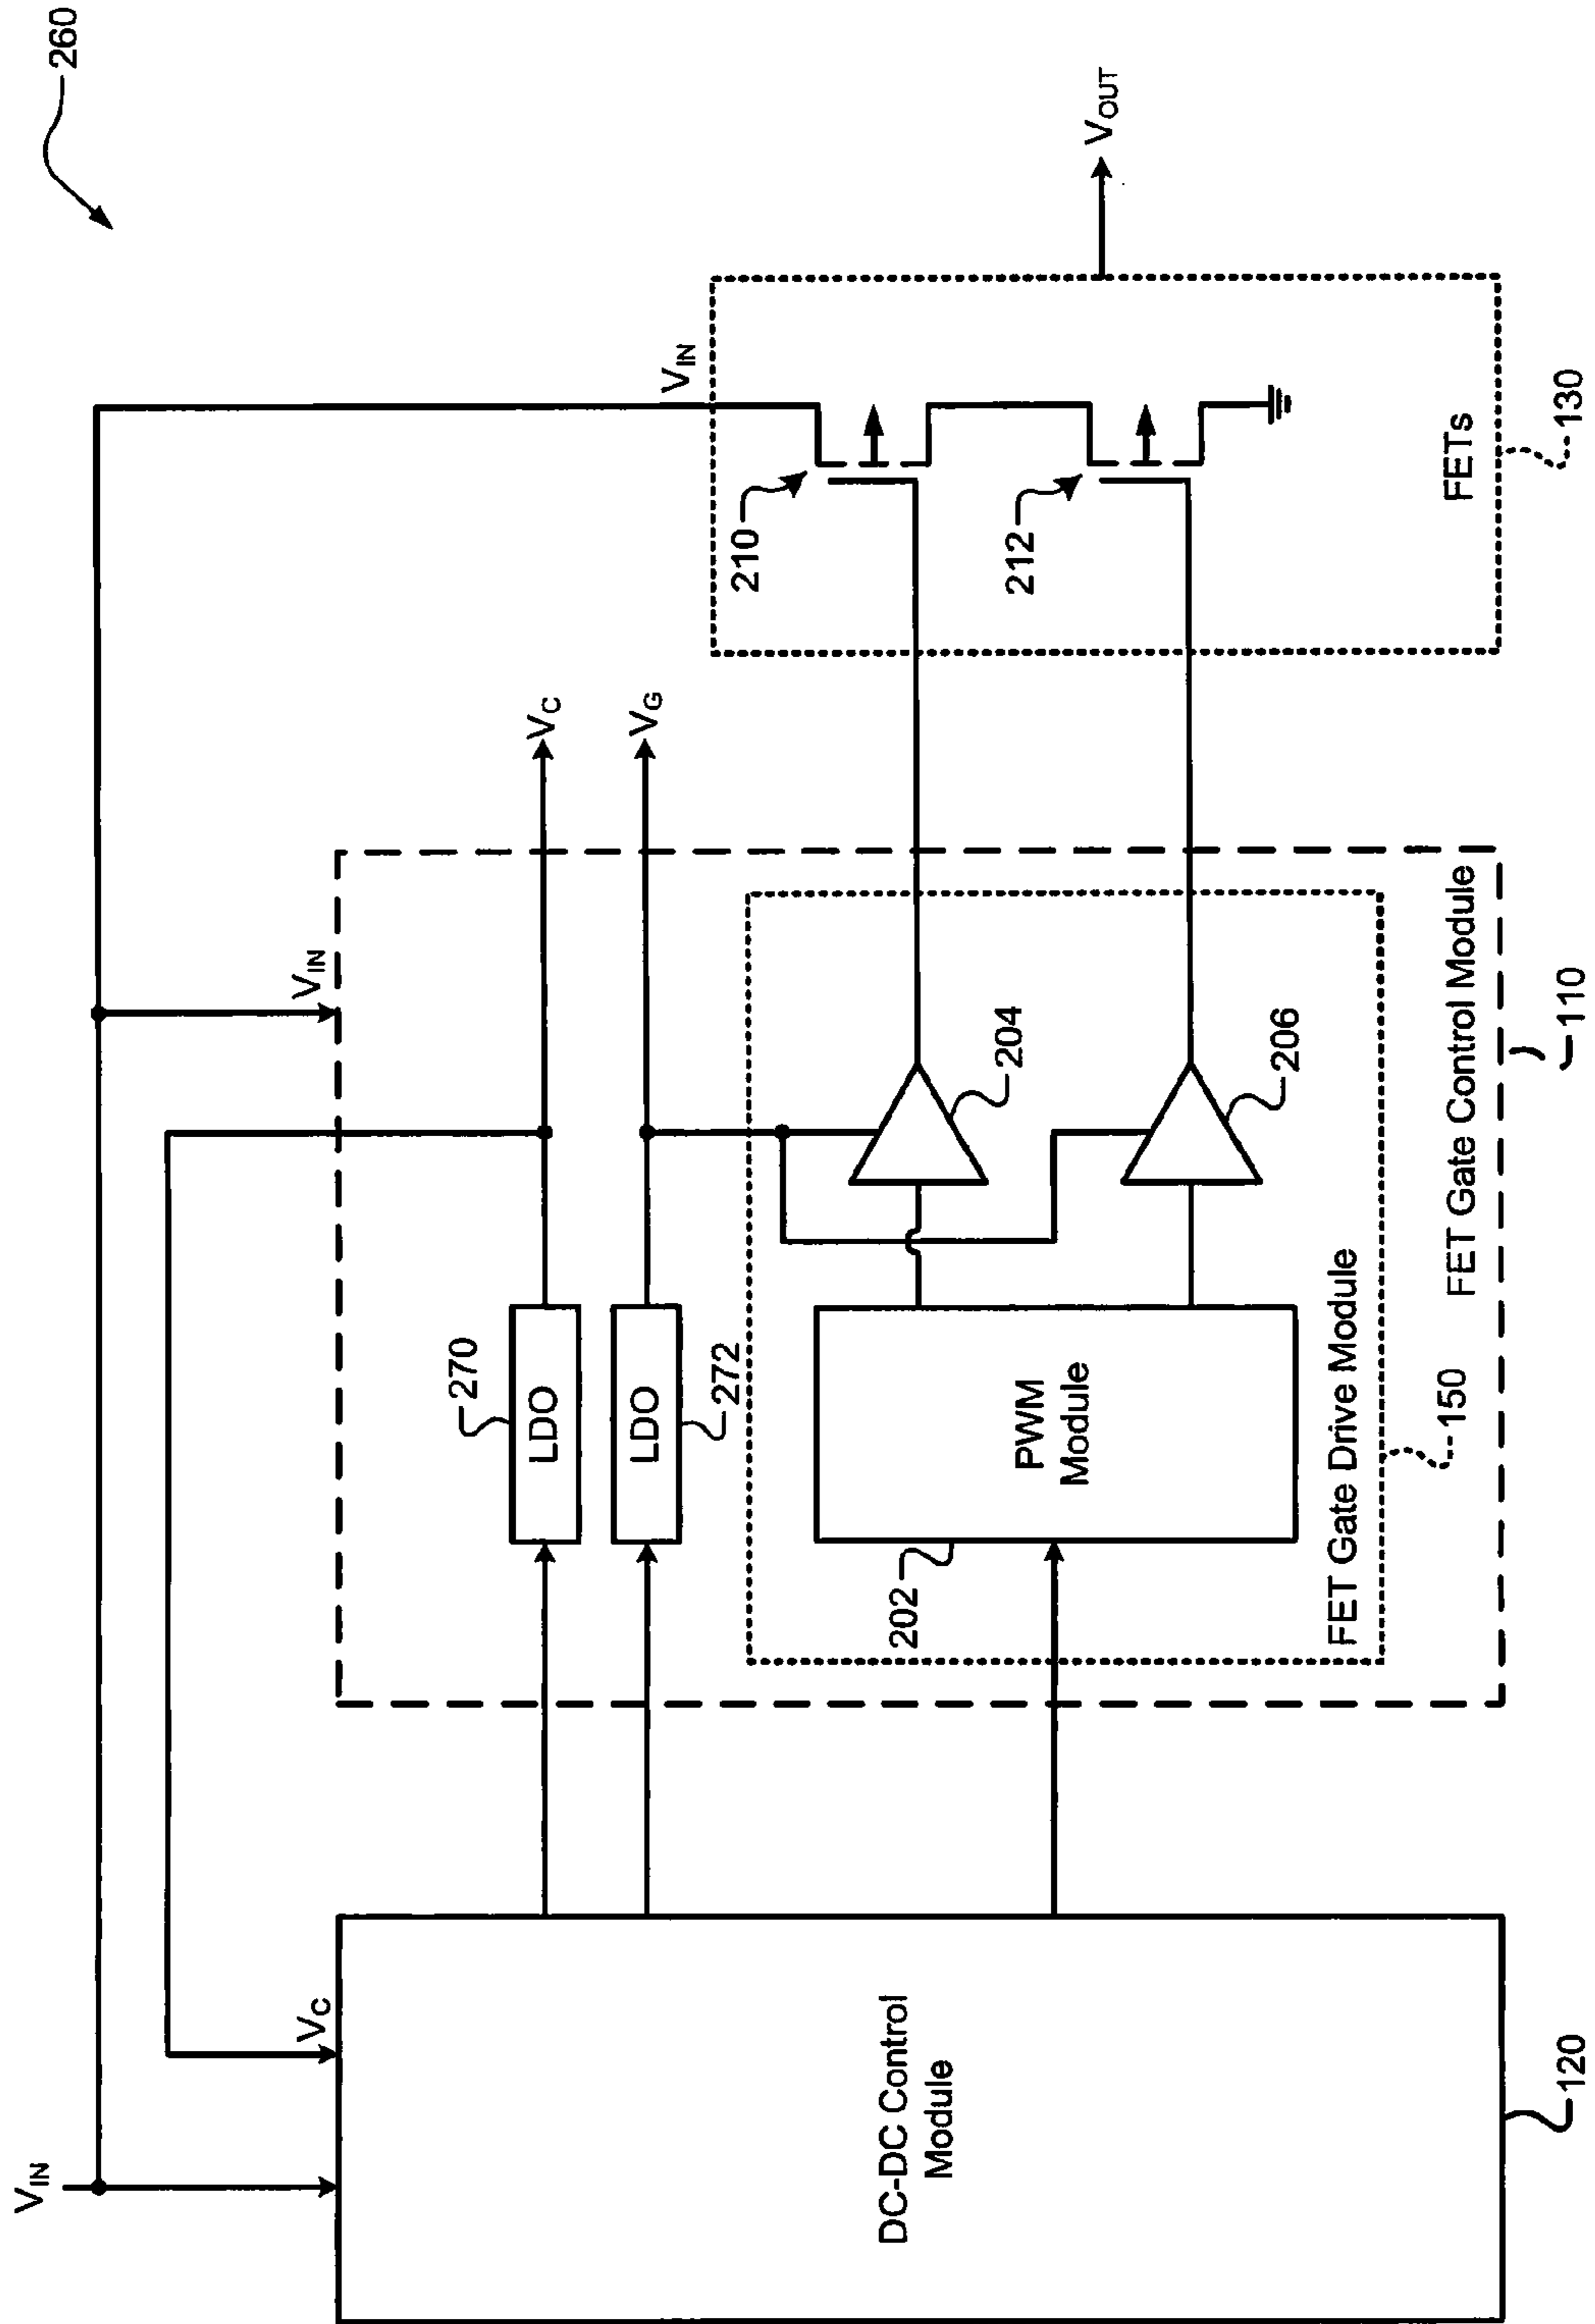 260
VIN
VIN
VIN
VC
VC
VG
VOUT
270
LDO
LDO
272
210
212
204
206
202
PWM
Module
FET Gate Drive Module
150
FET Gate Control Module
110
FETs
130
DC-DC Control
Module
120